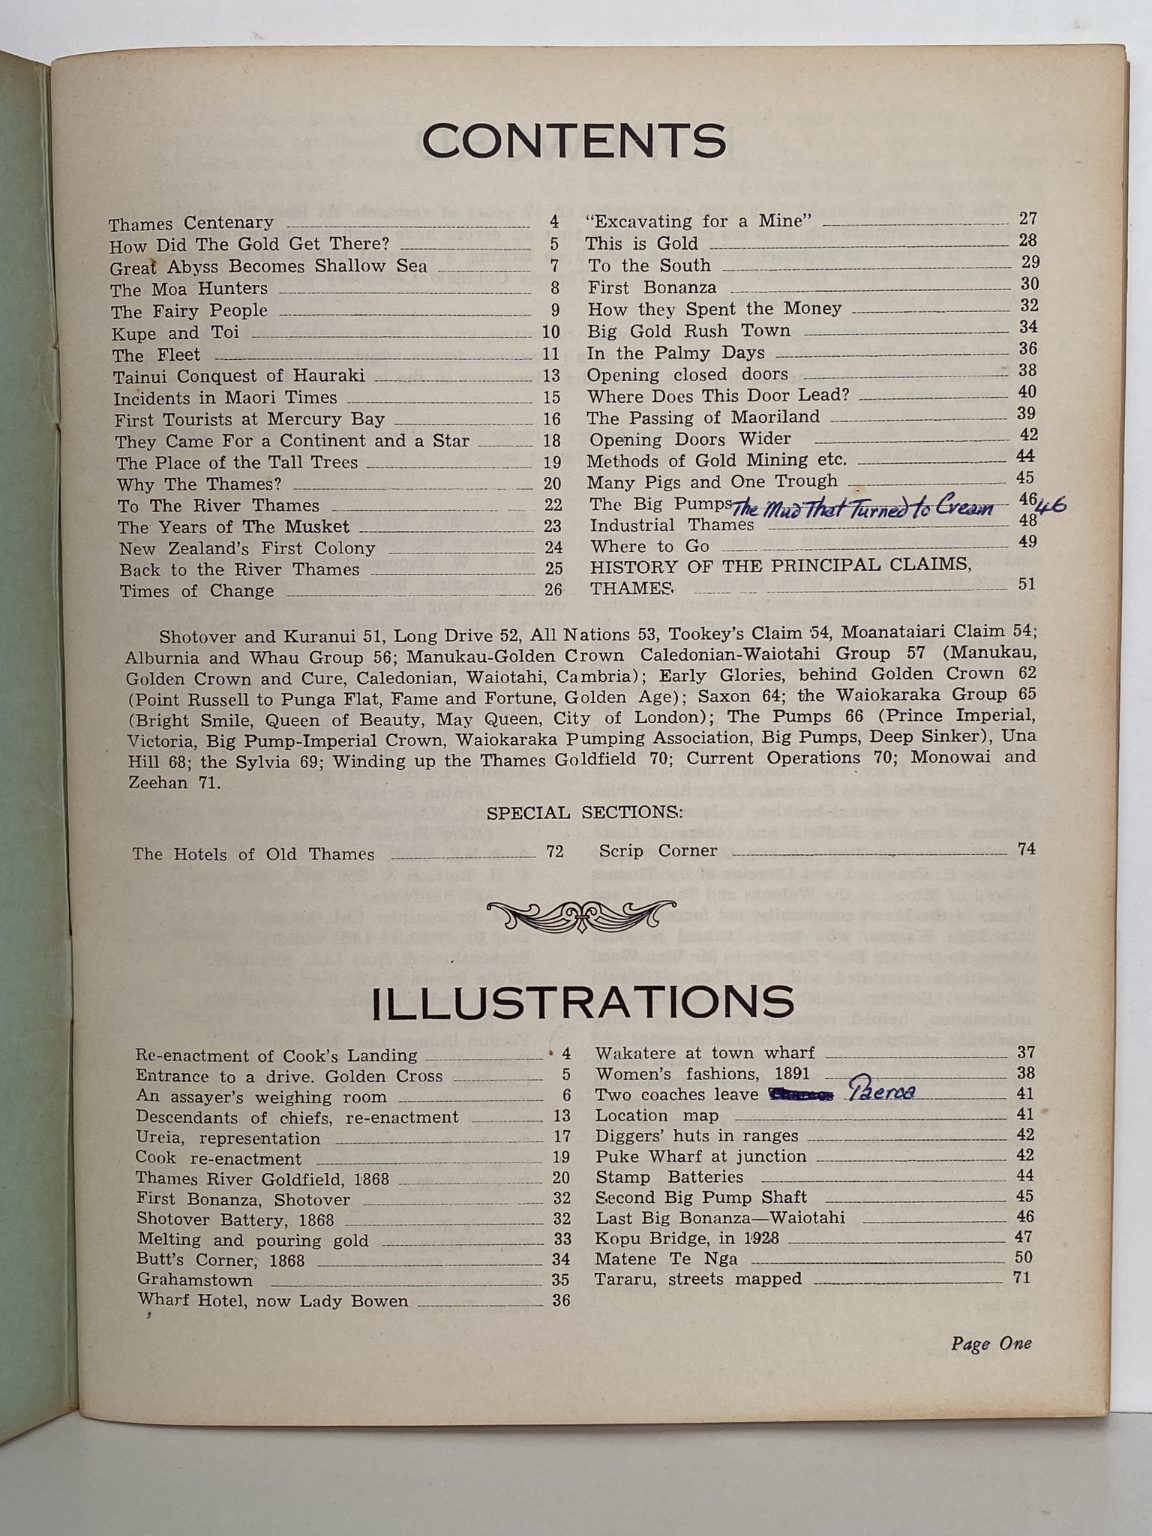 CONTENTS
Thames Centenary 4
How Did The Gold Get There? 5
Great Abyss Becomes Shallow Sea 7
The Moa Hunters 8
The Fairy People 9
Kupe and Toi 10
The Fleet 11
Tainui Conquest of Hauraki 13
Incidents in Maori Times 15
First Tourists at Mercury Bay 16
They Came For a Continent and a Star 18
The Place of the Tall Trees 19
Why The Thames? 20
To The River Thames 22
The Years of The Musket 23
New Zealand's First Colony 24
Back to the River Thames 25
Times of Change 26
"Excavating for a Mine" 27
This is Gold 28
To the South 29
First Bonanza 30
How they Spent the Money 32
Big Gold Rush Town 34
In the Palmy Days 36
Opening closed doors 38
Where Does This Door Lead? 40
The Passing of Maoriland 39
Opening Doors Wider 42
Methods of Gold Mining etc. 44
Many Pigs and One Trough 45
The Big Pumps 46
The Mud That Turned to Cream 46
Industrial Thames 48
Where to Go 49
HISTORY OF THE PRINCIPAL CLAIMS,
THAMES. 51
Shotover and Kuranui 51, Long Drive 52, All Nations 53, Tookey's Claim 54, Moanataiari Claim 54;
Alburnia and Whau Group 56; Manukau-Golden Crown Caledonian-Waiotahi Group 57 (Manukau,
Golden Crown and Cure, Caledonian, Waiotahi, Cambria); Early Glories, behind Golden Crown 62
(Point Russell to Punga Flat, Fame and Fortune, Golden Age); Saxon 64; the Waiokaraka Group 65
(Bright Smile, Queen of Beauty, May Queen, City of London); The Pumps 66 (Prince Imperial,
Victoria, Big Pump-Imperial Crown, Waiokaraka Pumping Association, Big Pumps, Deep Sinker), Una
Hill 68; the Sylvia 69; Winding up the Thames Goldfield 70; Current Operations 70; Monowai and
Zeehan 71.
SPECIAL SECTIONS:
The Hotels of Old Thames 72
Scrip Corner 74
ILLUSTRATIONS
Re-enactment of Cook's Landing 4
Entrance to a drive. Golden Cross 5
An assayer's weighing room 6
Descendants of chiefs, re-enactment 13
Ureia, representation 17
Cook re-enactment 19
Thames River Goldfield, 1868 20
First Bonanza, Shotover 32
Shotover Battery, 1868 32
Melting and pouring gold 33
Butt's Corner, 1868 34
Grahamstown 35
Wharf Hotel, now Lady Bowen 36
Wakatere at town wharf 37
Women's fashions, 1891 38
Two coaches leave Paeroa 41
Location map 41
Diggers' huts in ranges 42
Puke Wharf at junction 42
Stamp Batteries 44
Second Big Pump Shaft 45
Last Big Bonanza—Waiotahi 46
Kopu Bridge, in 1928 47
Matene Te Nga 50
Tararu, streets mapped 71
Page One